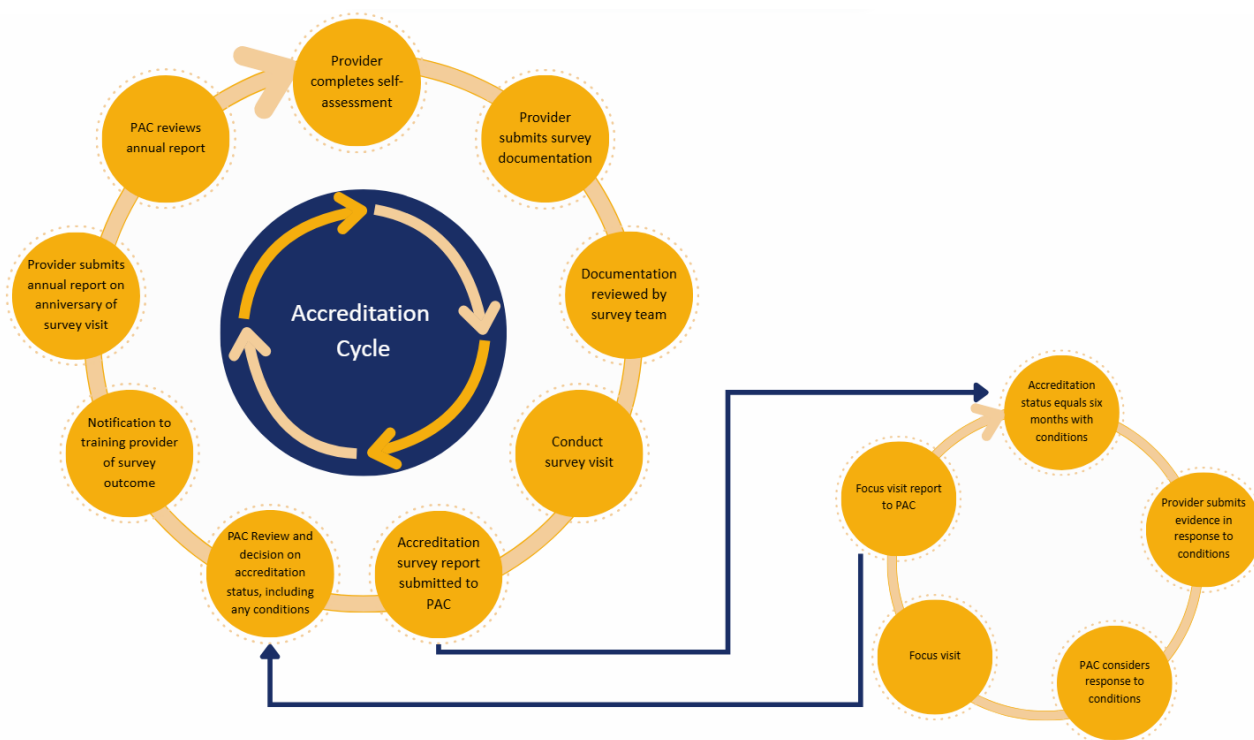 Provider
completes self-
assessment
Provider
submits survey
documentation
Documentation
reviewed by
survey team
Conduct
survey visit
Accreditation
survey report
submitted to
PAC
PAC Review and
decision on
accreditation
status, including
any conditions
Notification to
training provider
of survey
outcome
Provider submits
annual report on
anniversary of
survey visit
PAC reviews
annual report
Accreditation
Cycle
Accreditation
status equals six
months with
conditions
Provider submits
evidence in
response to
conditions
PAC considers
response to
conditions
Focus visit
Focus visit report
to PAC